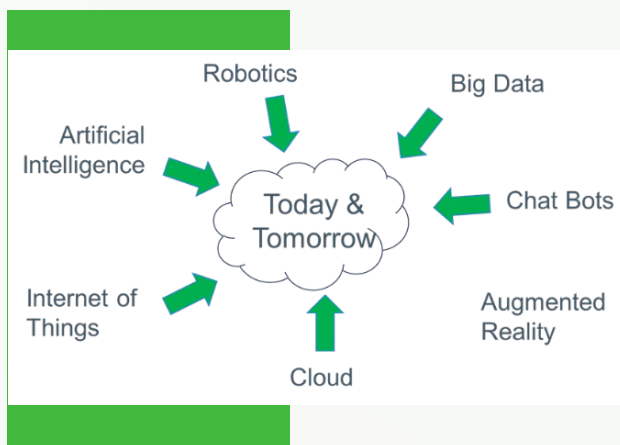 Robotics
Big Data
Artificial
Intelligence
Today &
Tomorrow
Chat Bots
Internet of
Things
Augmented
Reality
Cloud